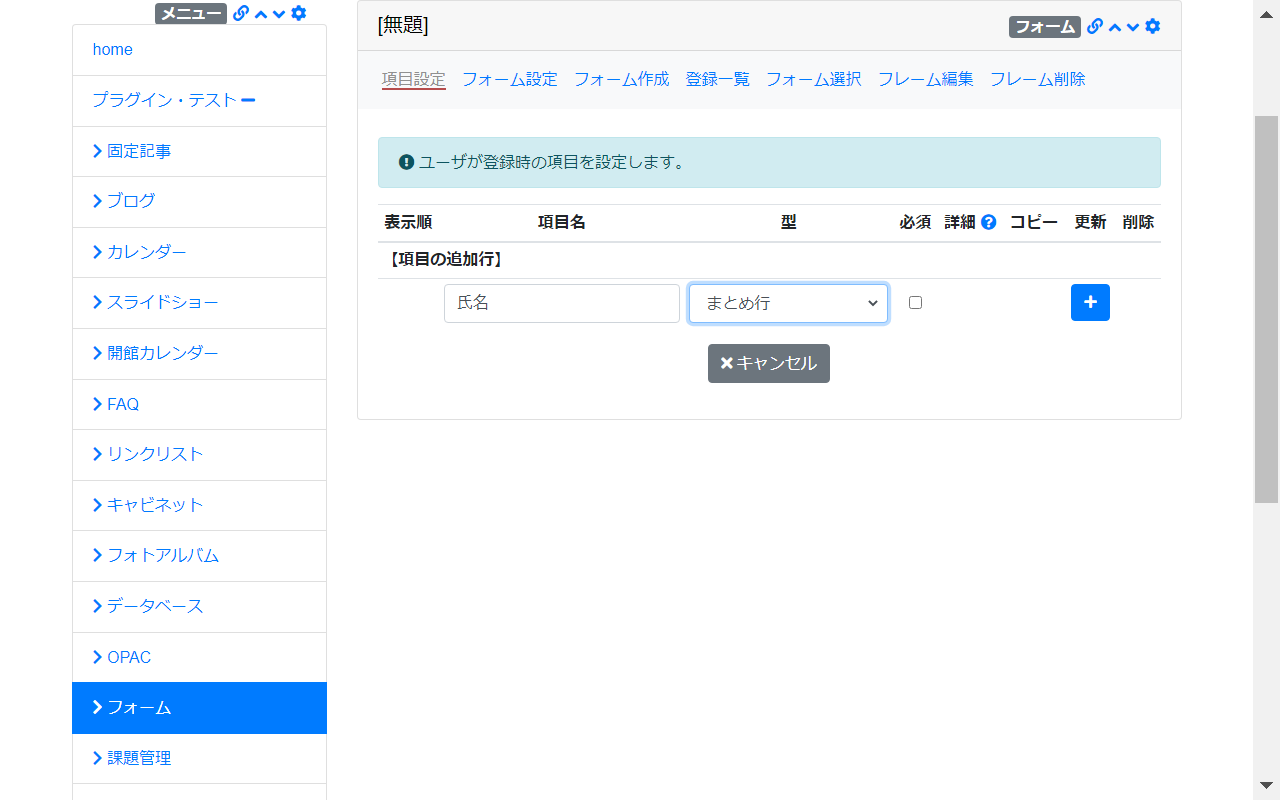 メニュー
home
プラグイン・テスト
固定記事
ブログ
カレンダー
スライドショー
開館カレンダー
FAQ
リンクリスト
キャビネット
フォトアルバム
データベース
OPAC
フォーム
課題管理
[無題]
フォーム
項目設定 フォーム設定 フォーム作成 登録一覧 フォーム選択 フレーム編集 フレーム削除
ユーザが登録時の項目を設定します。
表示順 項目名 型 必須 詳細 コピー 更新 削除
【項目の追加行】
氏名 まとめ行
キャンセル